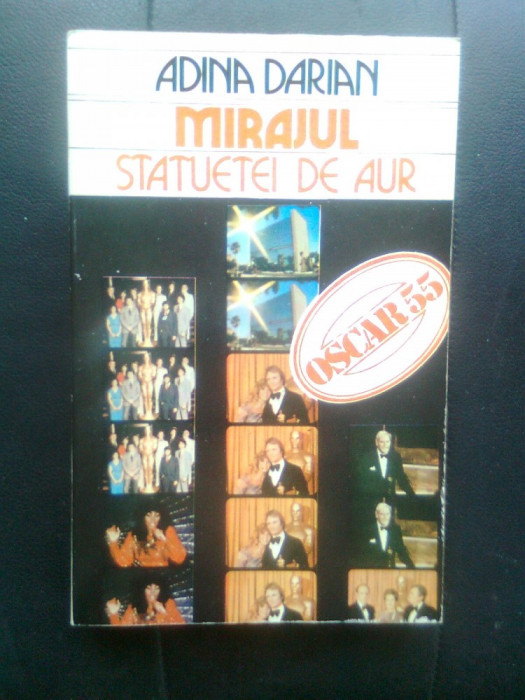 ADINA DARIAN
MIRAJUL
STATUETEI DE AUR
OSCAR 55